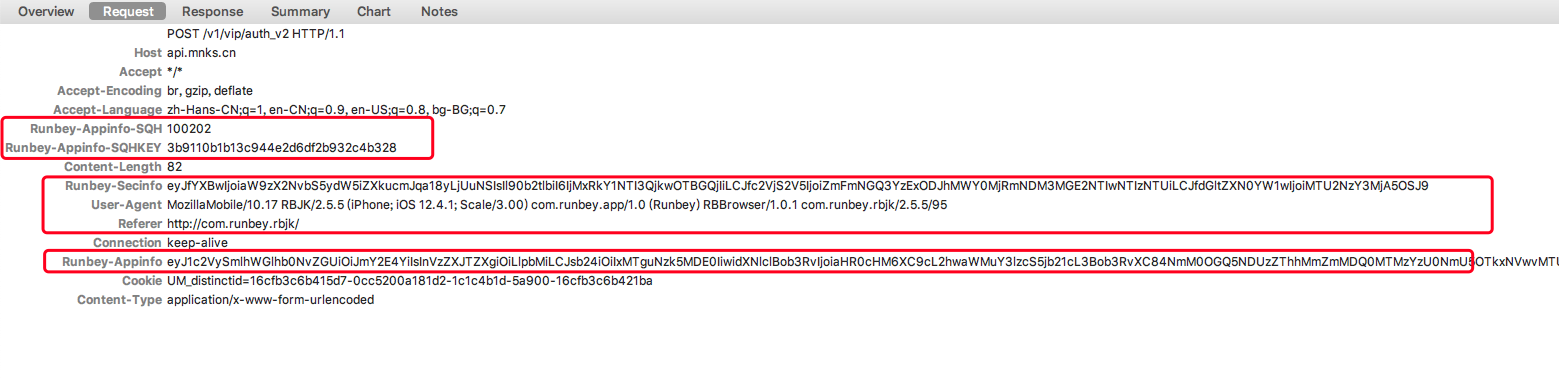 Overview Request Response Summary Chart Notes
POST /v1/vip/auth_v2 HTTP/1.1
Host api.mnks.cn
Accept */*
Accept-Encoding br, gzip, deflate
Accept-Language zh-Hans-CN;q=1, en-CN;q=0.9, en-US;q=0.8, bg-BG;q=0.7
Runbey-Appinfo-SQH 100202
Runbey-Appinfo-SQHKEY 3b9110b1b13c944e2d6df2b932c4b328
Content-Length 82
Runbey-Secinfo
User-Agent MozillaMobile/10.17 RBJK/2.5.5 (iPhone; iOS 12.4.1; Scale/3.00) com.runbey.app/1.0 (Runbey) RBBrowser/1.0.1 com.runbey.rbjk/2.5.5/95
Referer http://com.runbey.rbjk/
Connection keep-alive
Runbey-Appinfo
Cookie UM_distinctid=16cfb3c6b415d7-0cc5200a181d2-1c1c4b1d-5a900-16cfb3c6b421ba
Content-Type application/x-www-form-urlencoded